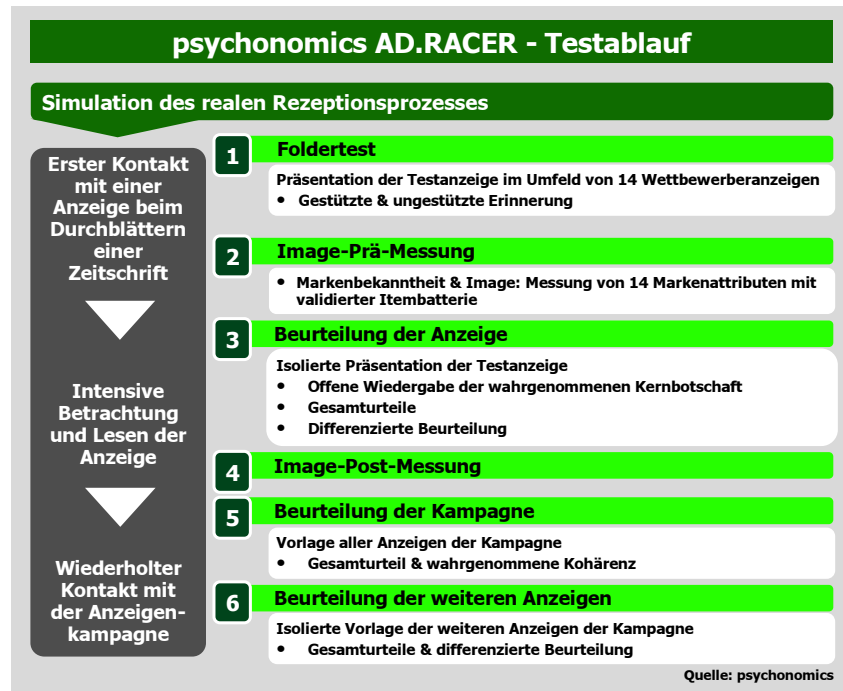 psychonomics AD.RACER - Testablauf
Simulation des realen Rezeptionsprozesses
Erster Kontakt
mit einer
Anzeige beim
Durchblättern
einer
Zeitschrift
Intensive
Betrachtung
und Lesen der
Anzeige
Wiederholter
Kontakt mit
der Anzeigen-
kampagne
1 Foldertest
Präsentation der Testanzeige im Umfeld von 14 Wettbewerberanzeigen
• Gestützte & ungestützte Erinnerung
2 Image-Prä-Messung
• Markenbekanntheit & Image: Messung von 14 Markenattributen mit
validierter Itembatterie
3 Beurteilung der Anzeige
Isolierte Präsentation der Testanzeige
• Offene Wiedergabe der wahrgenommenen Kernbotschaft
• Gesamturteile
• Differenzierte Beurteilung
4 Image-Post-Messung
5 Beurteilung der Kampagne
Vorlage aller Anzeigen der Kampagne
• Gesamturteil & wahrgenommene Kohärenz
6 Beurteilung der weiteren Anzeigen
Isolierte Vorlage der weiteren Anzeigen der Kampagne
• Gesamturteile & differenzierte Beurteilung
Quelle: psychonomics